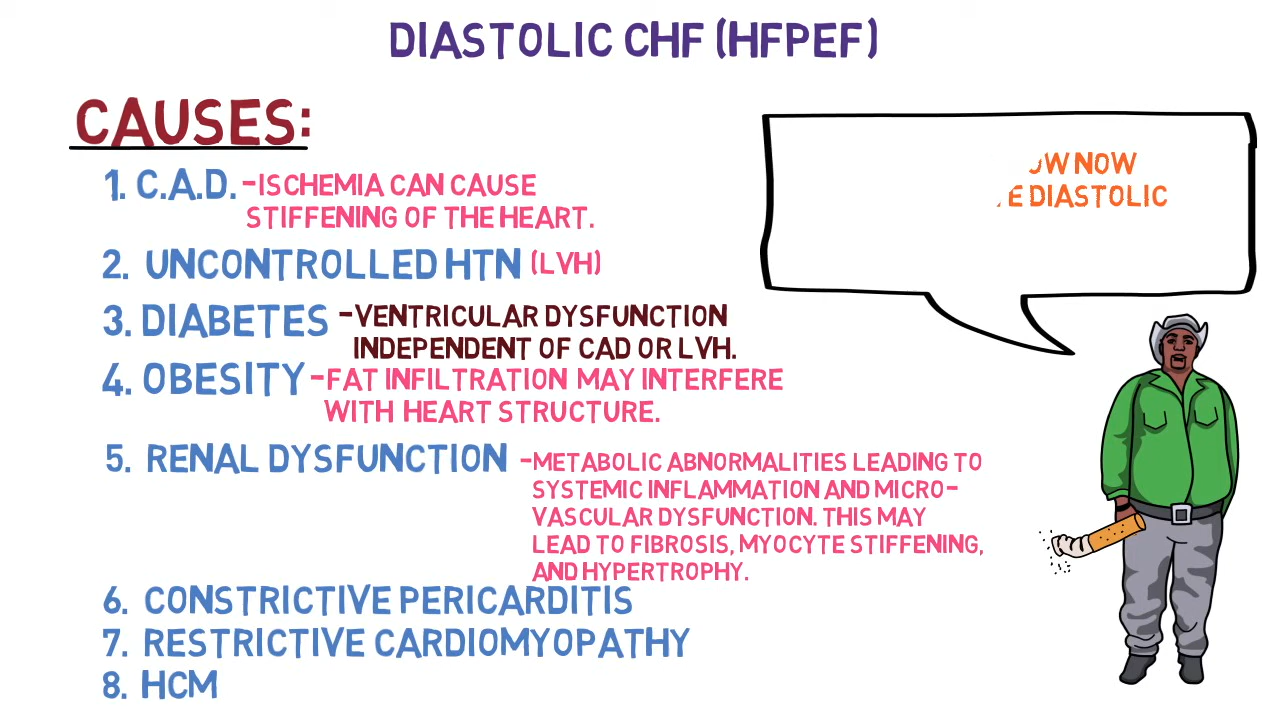 DIASTOLIC CHF (HFPEF)
CAUSES:
1. C.A.D. -ISCHEMIA CAN CAUSE
STIFFENING OF THE HEART.
2. UNCONTROLLED HTN (LVH)
3. DIABETES -VENTRICULAR DYSFUNCTION
INDEPENDENT OF CAD OR LVH.
4. OBESITY -FAT INFILTRATION MAY INTERFERE
WITH HEART STRUCTURE.
5. RENAL DYSFUNCTION -METABOLIC ABNORMALITIES LEADING TO
SYSTEMIC INFLAMMATION AND MICRO-
VASCULAR DYSFUNCTION. THIS MAY
LEAD TO FIBROSIS, MYOCYTE STIFFENING,
AND HYPERTROPHY.
6. CONSTRICTIVE PERICARDITIS
7. RESTRICTIVE CARDIOMYOPATHY
8. HCM
NOW
DIASTOLIC